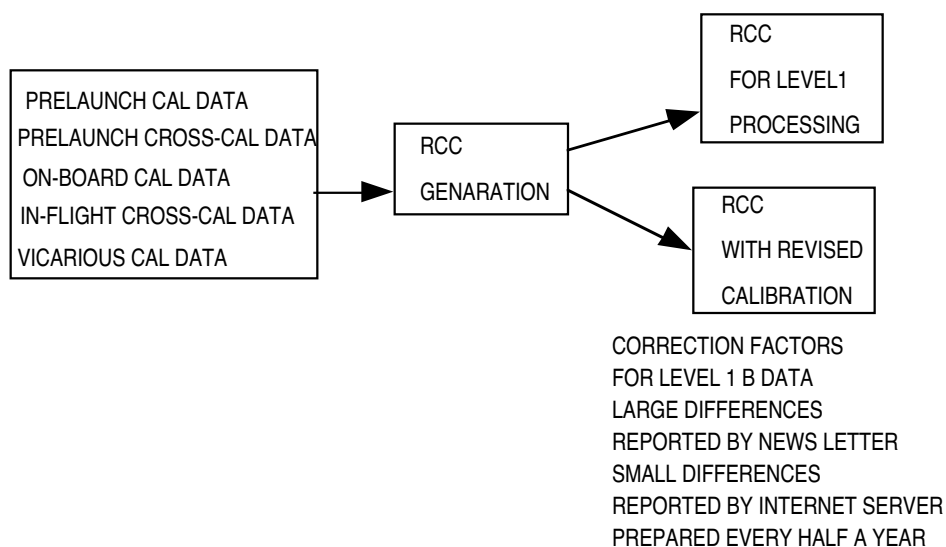 PRELAUNCH CAL DATA
PRELAUNCH CROSS-CAL DATA
ON-BOARD CAL DATA
IN-FLIGHT CROSS-CAL DATA
VICARIOUS CAL DATA
RCC
GENARATION
RCC
FOR LEVEL1
PROCESSING
RCC
WITH REVISED
CALIBRATION
CORRECTION FACTORS
FOR LEVEL 1 B DATA
LARGE DIFFERENCES
REPORTED BY NEWS LETTER
SMALL DIFFERENCES
REPORTED BY INTERNET SERVER
PREPARED EVERY HALF A YEAR